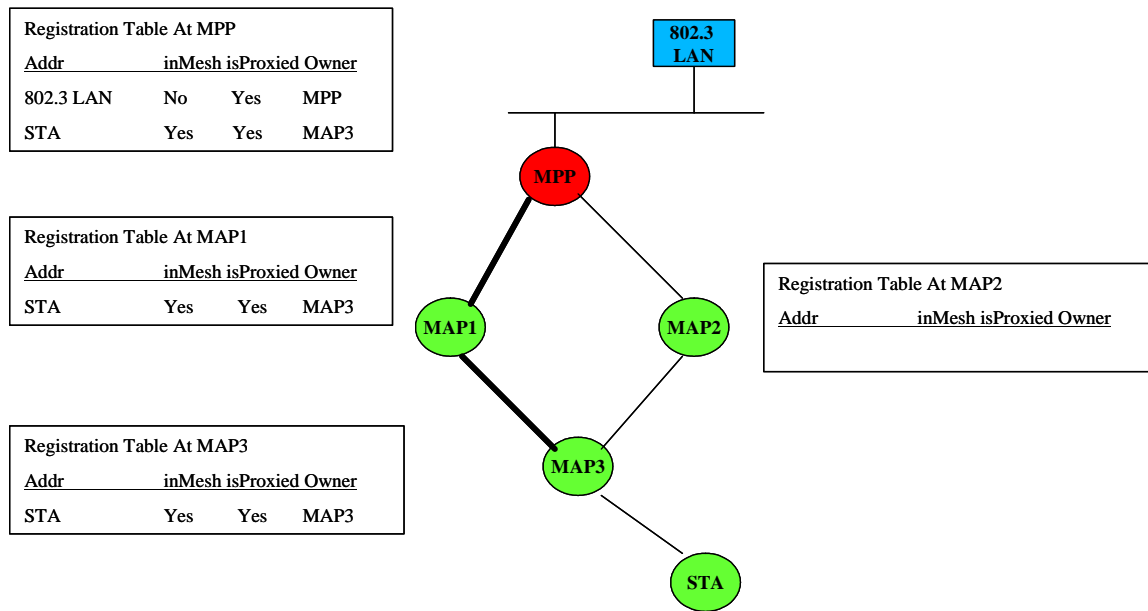 Registration Table At MPP
Addr inMesh isProxied Owner
802.3 LAN No Yes MPP
STA Yes Yes MAP3
802.3
LAN
MPP
Registration Table At MAP1
Addr inMesh isProxied Owner
STA Yes Yes MAP3
MAP1
MAP2
Registration Table At MAP2
Addr inMesh isProxied Owner
Registration Table At MAP3
Addr inMesh isProxied Owner
STA Yes Yes MAP3
MAP3
STA